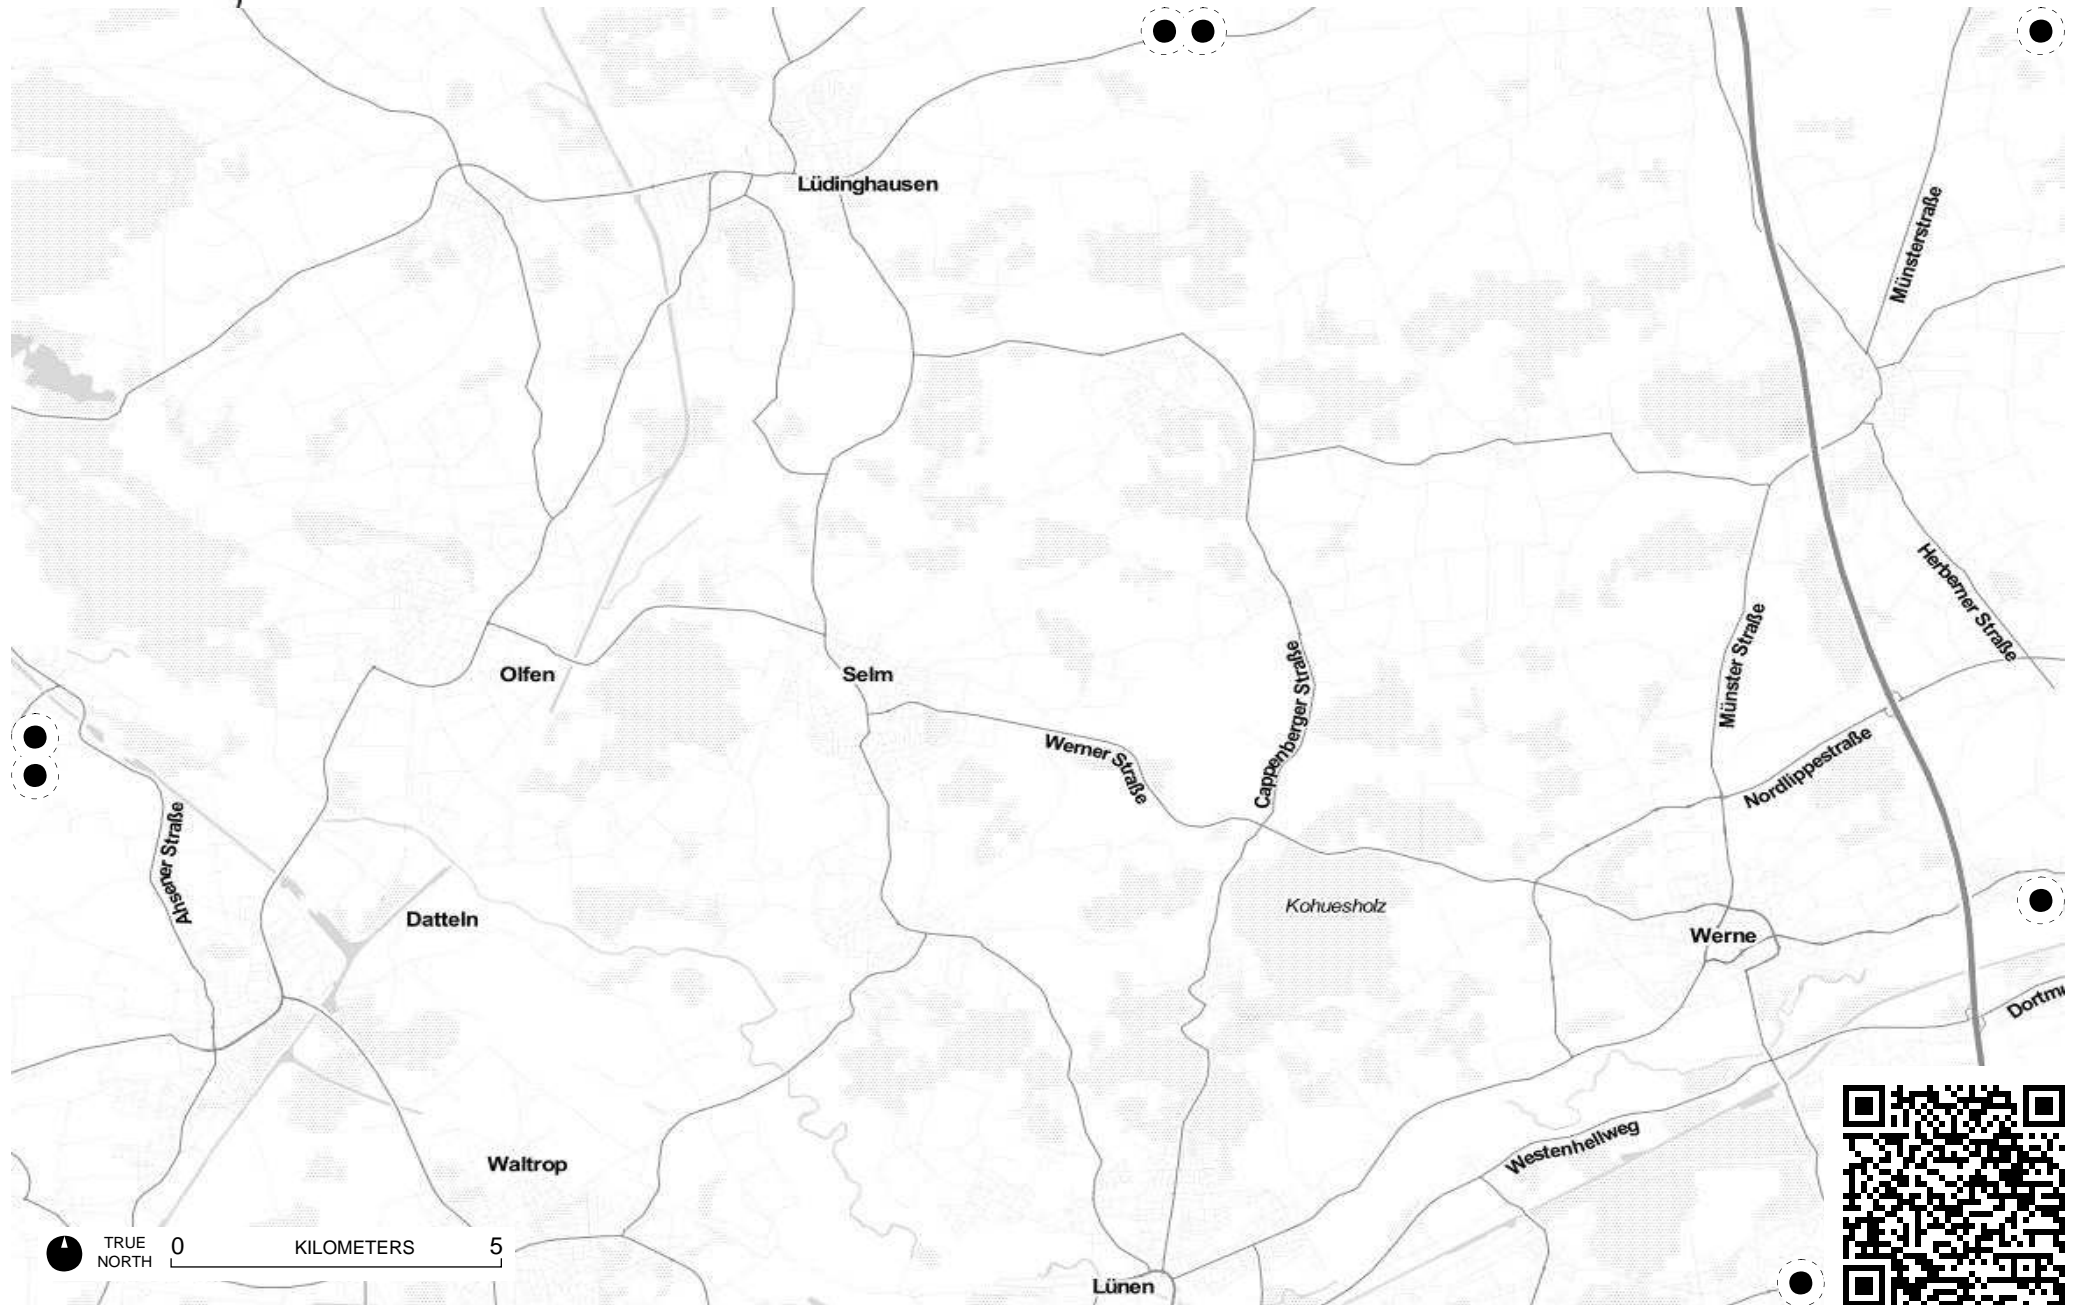 Lüdinghausen
Münsterstraße
Herberner Straße
Münster Straße
Cappenberger Straße
Olfen
Selm
Werner Straße
Nordlippestraße
Ahsener Straße
Kohuesholz
Datteln
Werne
Dortmu
Westenhellweg
Waltrop
TRUE
NORTH
0 KILOMETERS 5
Lünen